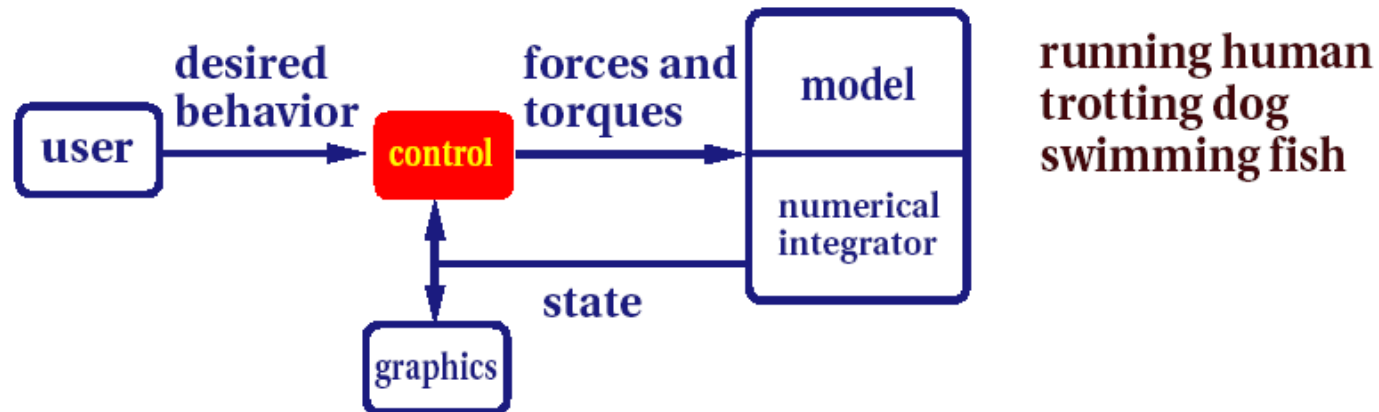 desired
behavior
forces and
torques
user
control
model
numerical
integrator
state
graphics
running human
trotting dog
swimming fish